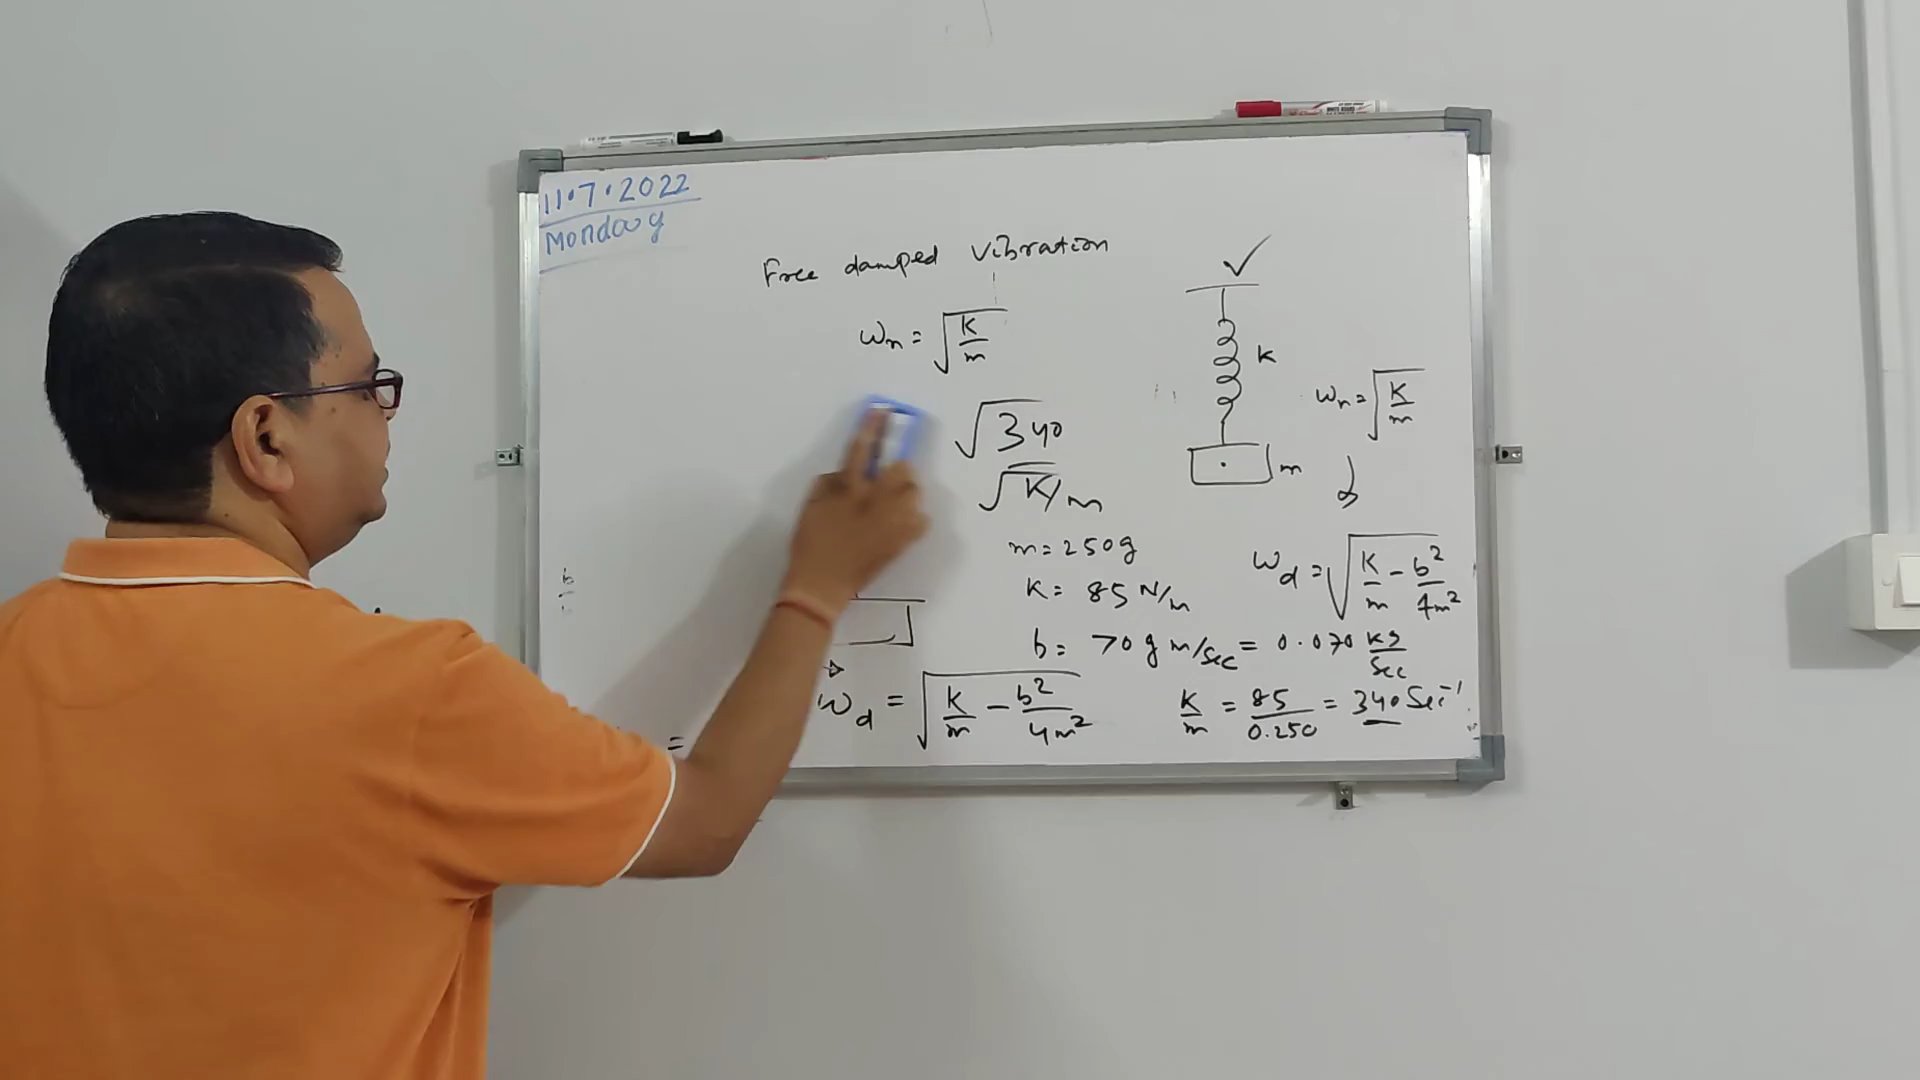 11.7.2022
Monday
Free damped Vibration
ωn = √(K/m)
√340
√K/m
m = 250g
K = 85 N/m
b = 70 g m/sec = 0.070 Kg/Sec
ωd = √(K/m − b²/4m²)
K/m = 85/0.250 = 340 Sec⁻¹
K
m
ωn = √(K/m)
ωd = √(K/m − b²/4m²)
=